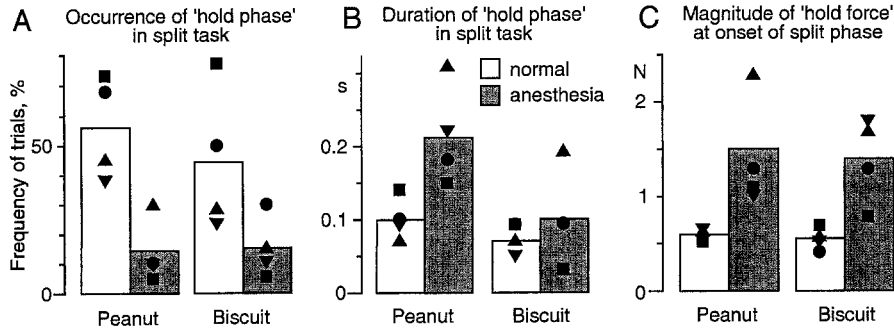 A
Occurrence of 'hold phase'
in split task
Frequency of trials, %
50
0
Peanut
Biscuit
B
Duration of 'hold phase'
in split task
s
0.2
0.1
0
normal
anesthesia
Peanut
Biscuit
C
Magnitude of 'hold force'
at onset of split phase
N
2
1
0
Peanut
Biscuit